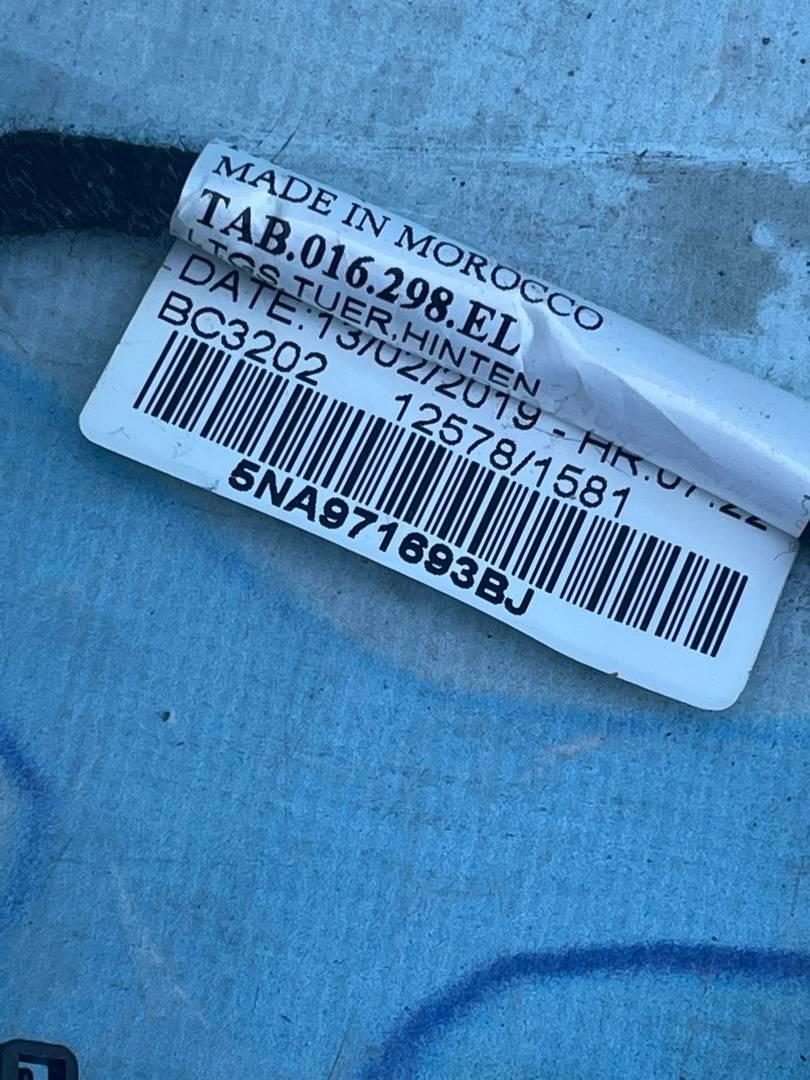 MADE IN MOROCCO
TAB.016.298.EL
LTGS.TUER.HINTEN
DATE:13/02/2019 - HR:07:22
BC3202 12578/1581
5NA971693BJ